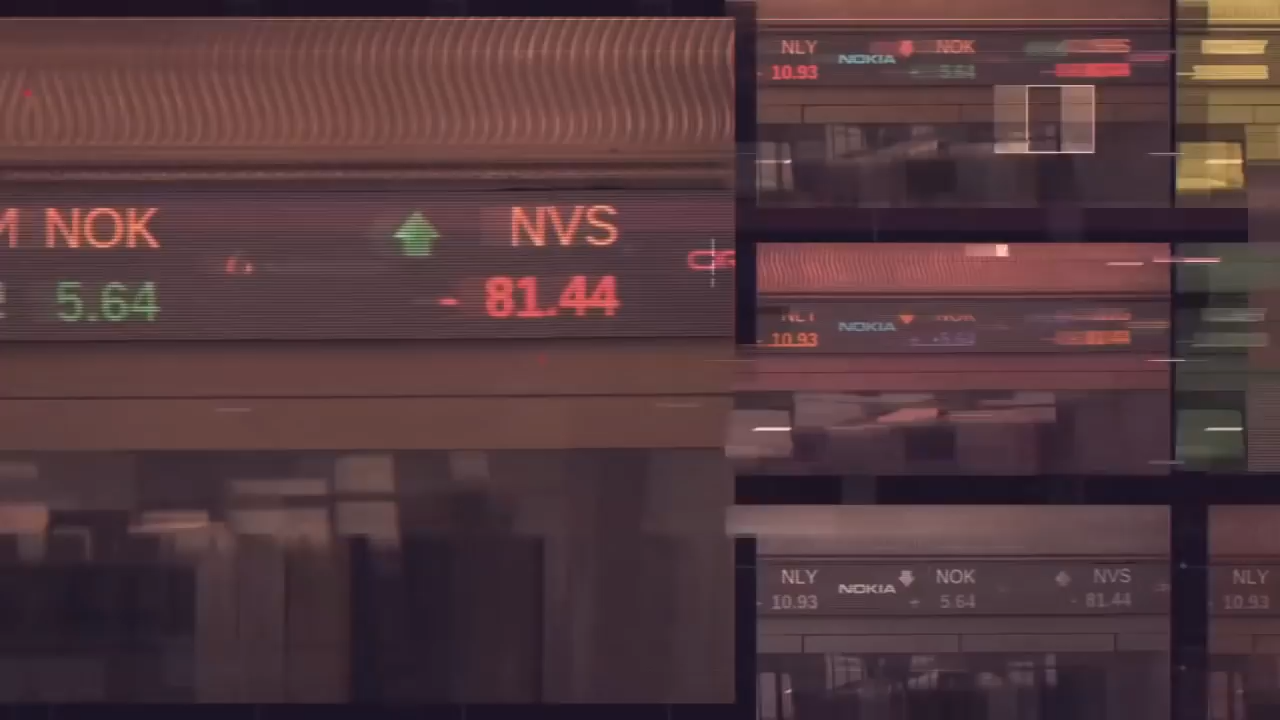 NOK
NVS
5.64
- 81.44
NLY
NOKIA
NOK
- 10.93
5.64
NOKIA
- 10.93
NLY
NOKIA
NOK
NVS
- 10.93
+ 5.64
- 81.44
NLY
10.93